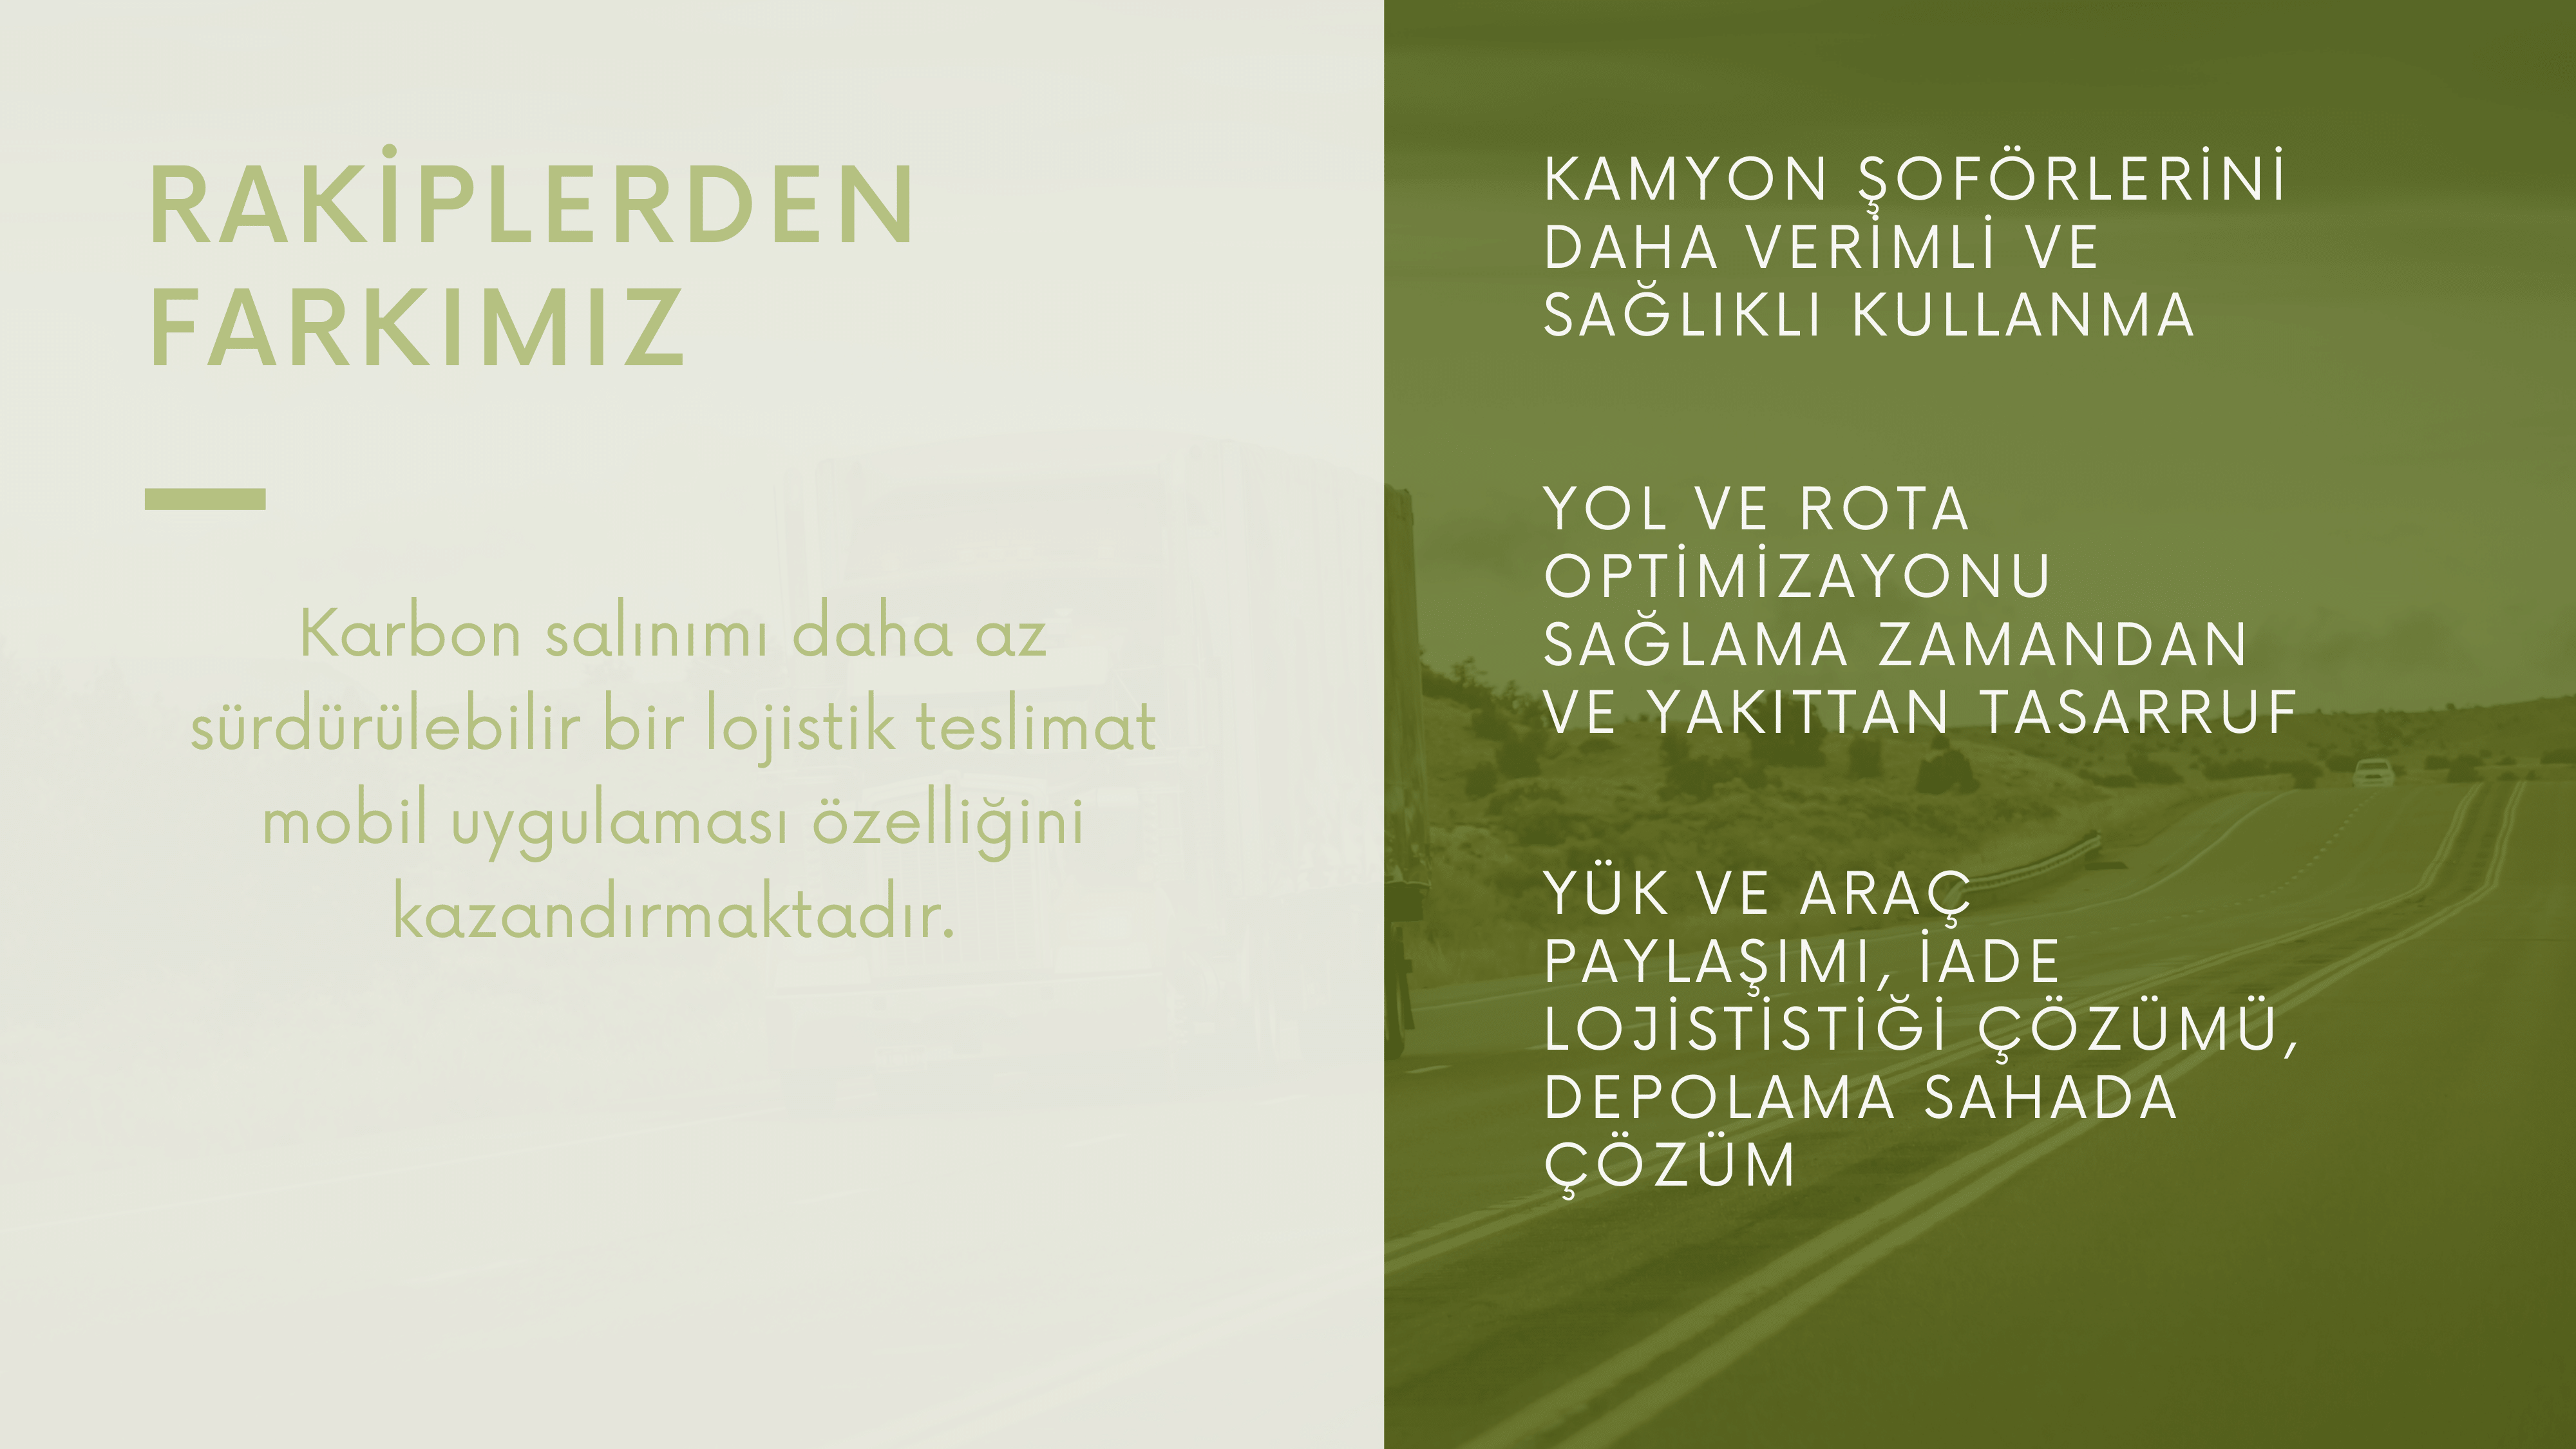 RAKİPLERDEN
FARKIMIZ
Karbon salınımı daha az
sürdürülebilir bir lojistik teslimat
mobil uygulaması özelliğini
kazandırmaktadır.
KAMYON ŞOFÖRLERİNİ
DAHA VERİMLİ VE
SAĞLIKLI KULLANMA
YOL VE ROTA
OPTİMİZAYONU
SAĞLAMA ZAMANDAN
VE YAKITTAN TASARRUF
YÜK VE ARAÇ
PAYLAŞIMI, İADE
LOJİSTİSTİĞİ ÇÖZÜMÜ,
DEPOLAMA SAHADA
ÇÖZÜM